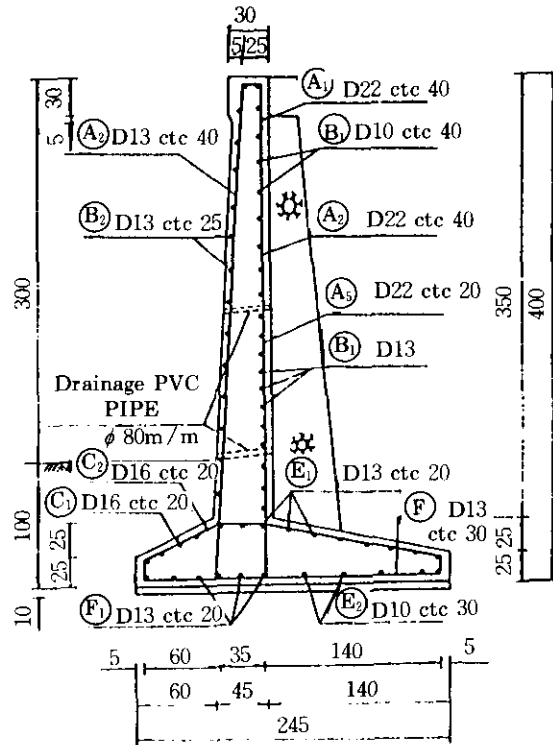 30
5 25
A₁ D22 ctc 40
A₂ D13 ctc 40
B₁ D10 ctc 40
B₂ D13 ctc 25
A₂ D22 ctc 40
A₅ D22 ctc 20
B₁ D13
Drainage PVC
PIPE
ϕ 80m/m
C₂ D16 ctc 20
E₁ D13 ctc 20
C₁ D16 ctc 20
F D13
ctc 30
F₁ D13 ctc 20
E₂ D10 ctc 30
30
5
300
100
25
25
10
350
400
25
25
5 60 35 140 5
60 45 140
245